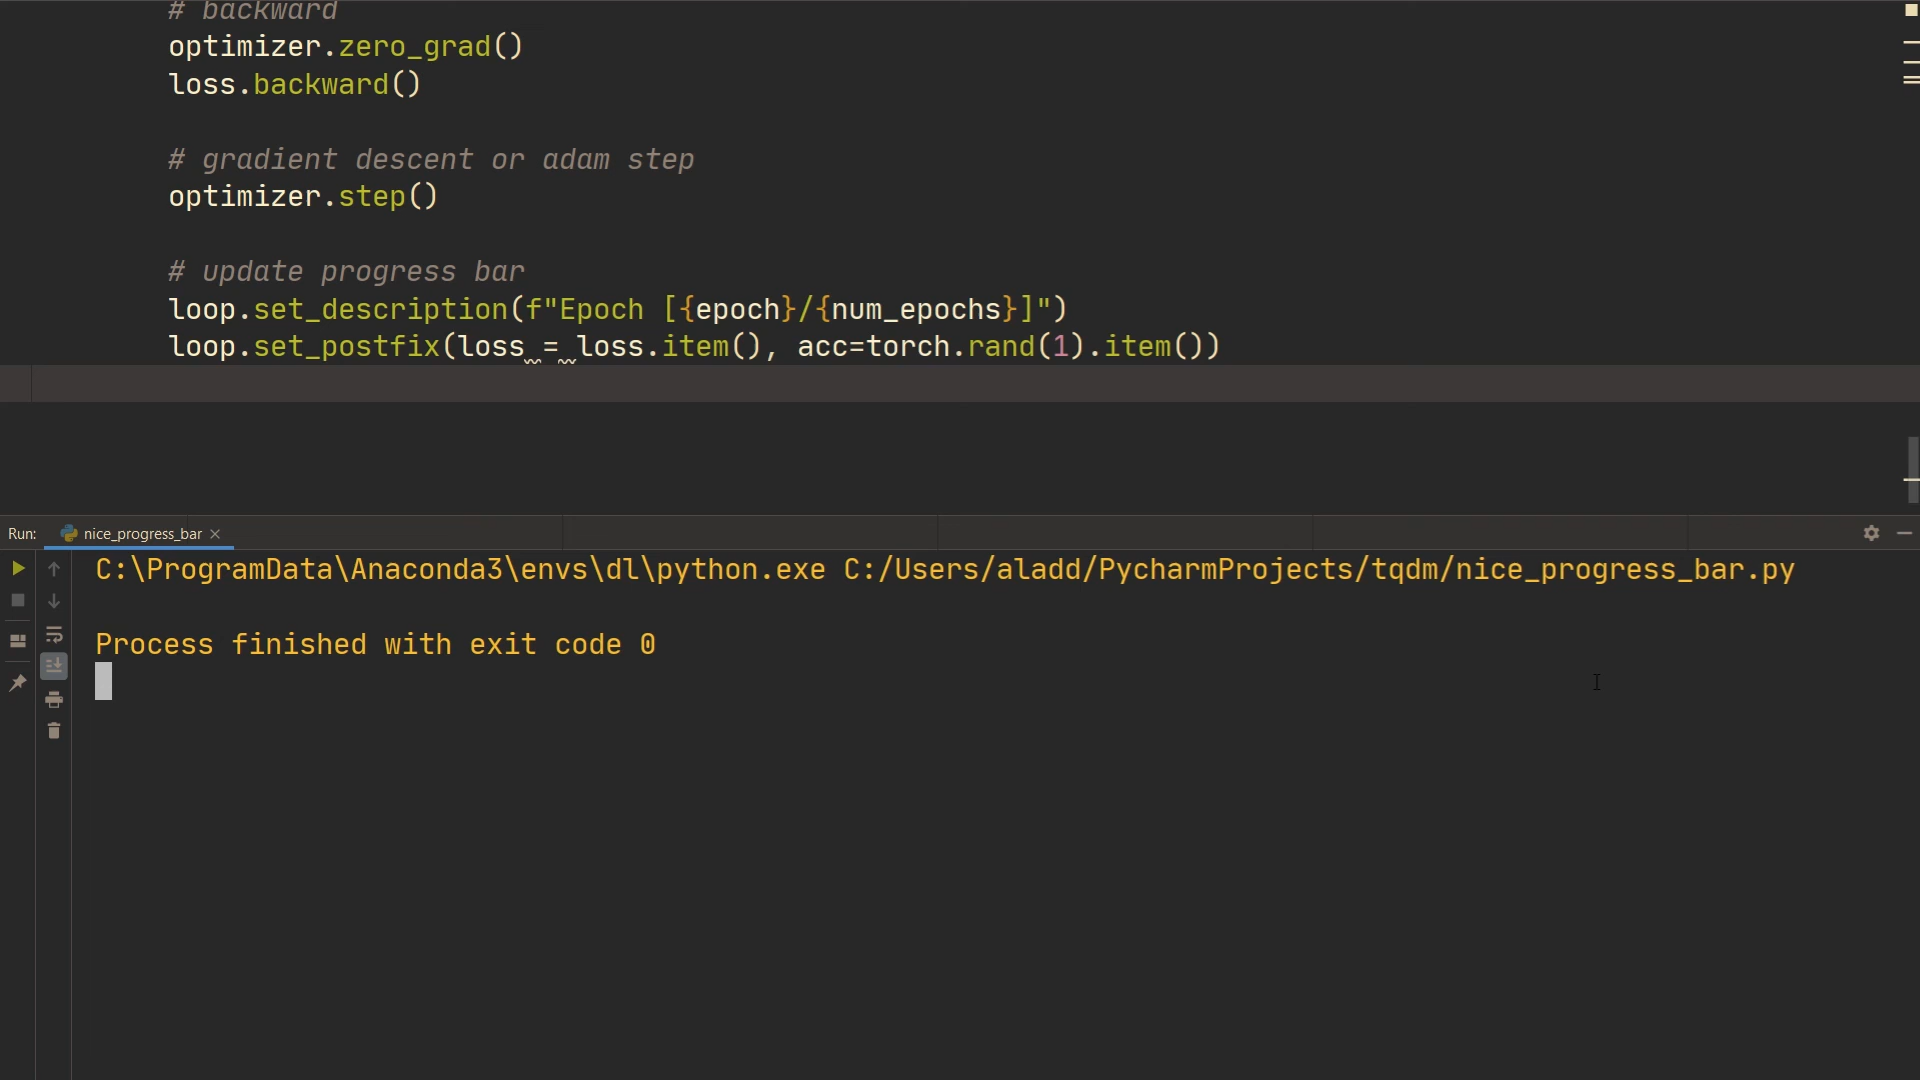 # backward
optimizer.zero_grad()
loss.backward()
# gradient descent or adam step
optimizer.step()
# update progress bar
loop.set_description(f"Epoch [{epoch}/{num_epochs}]")
loop.set_postfix(loss = loss.item(), acc=torch.rand(1).item())
Run: nice_progress_bar
C:\ProgramData\Anaconda3\envs\dl\python.exe C:/Users/aladd/PycharmProjects/tqdm/nice_progress_bar.py
Process finished with exit code 0